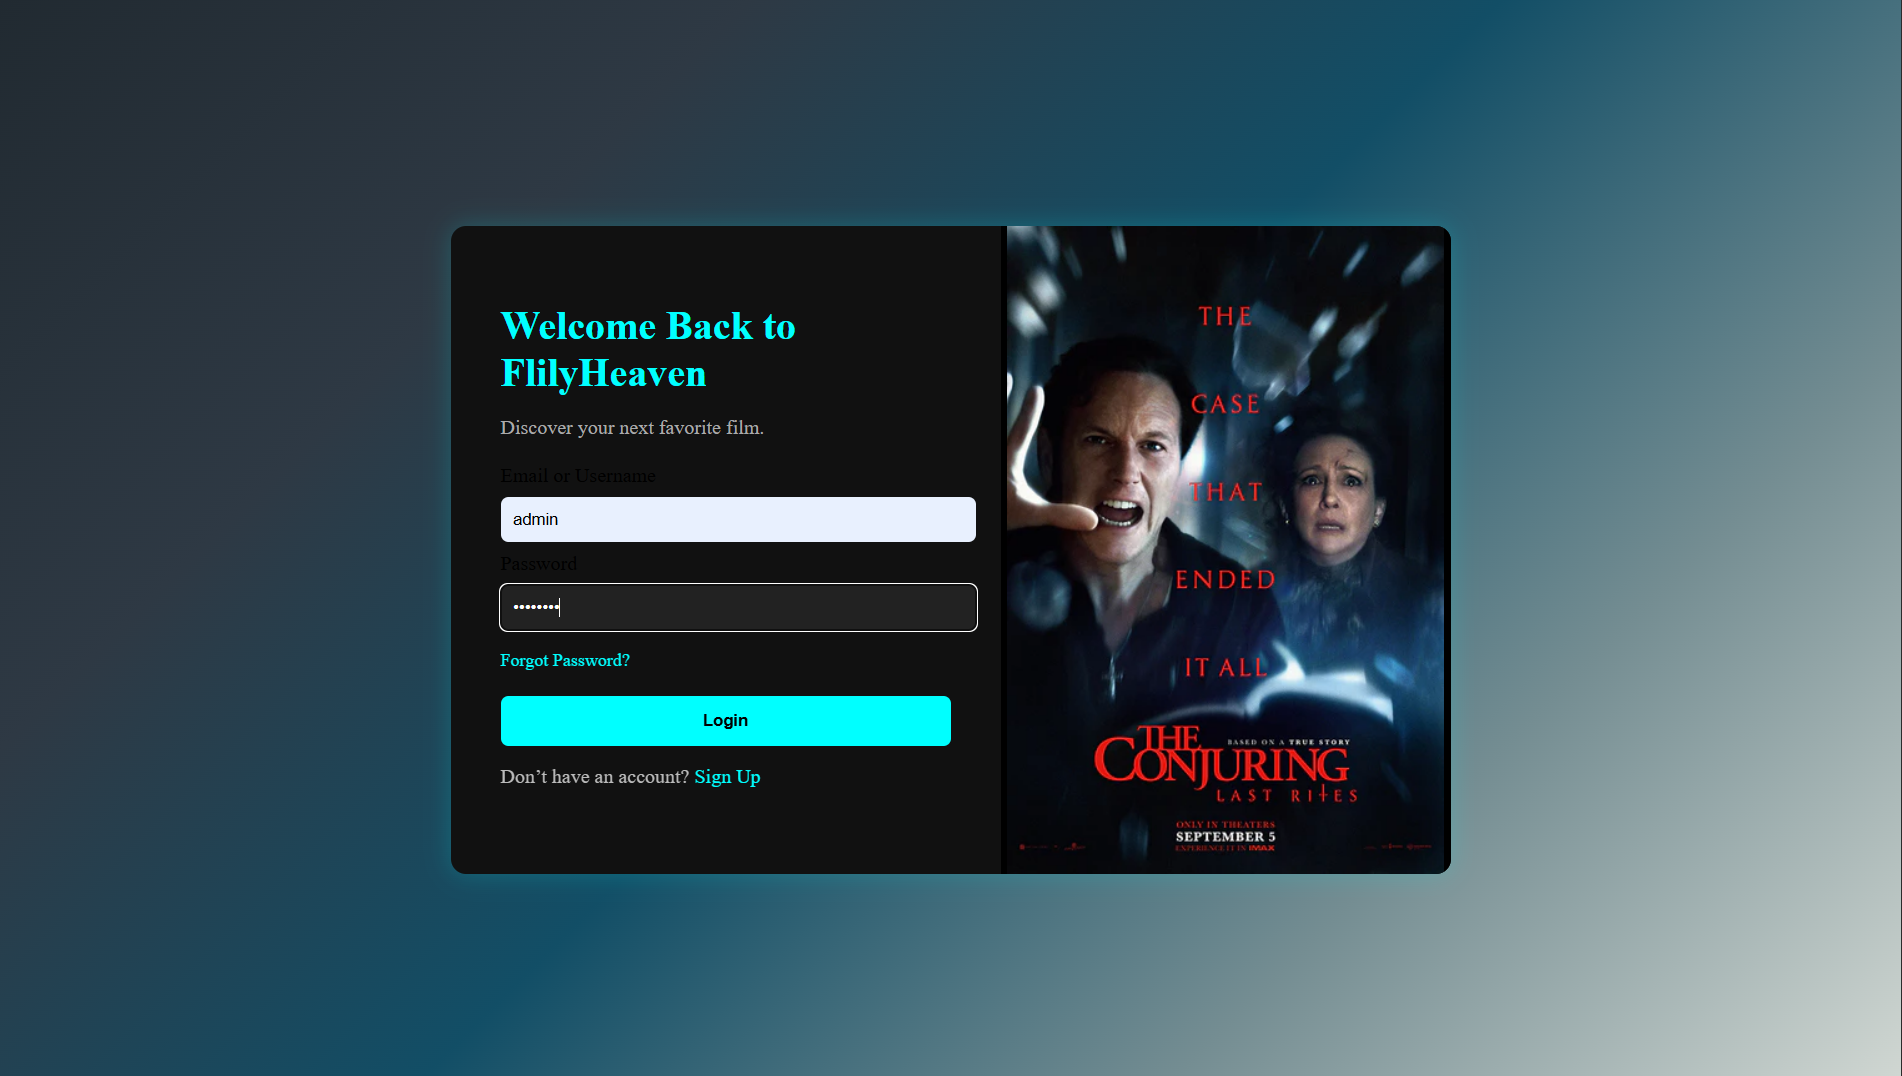 Welcome Back to
FlilyHeaven
Discover your next favorite film.
Email or Username
admin
Password
••••••••
Forgot Password?
Login
Don’t have an account? Sign Up
THE
CASE
THAT
ENDED
IT ALL
BASED ON A TRUE STORY
THE
CONJURING
LAST RITES
ONLY IN THEATERS
SEPTEMBER 5
EXPERIENCE IT IN IMAX